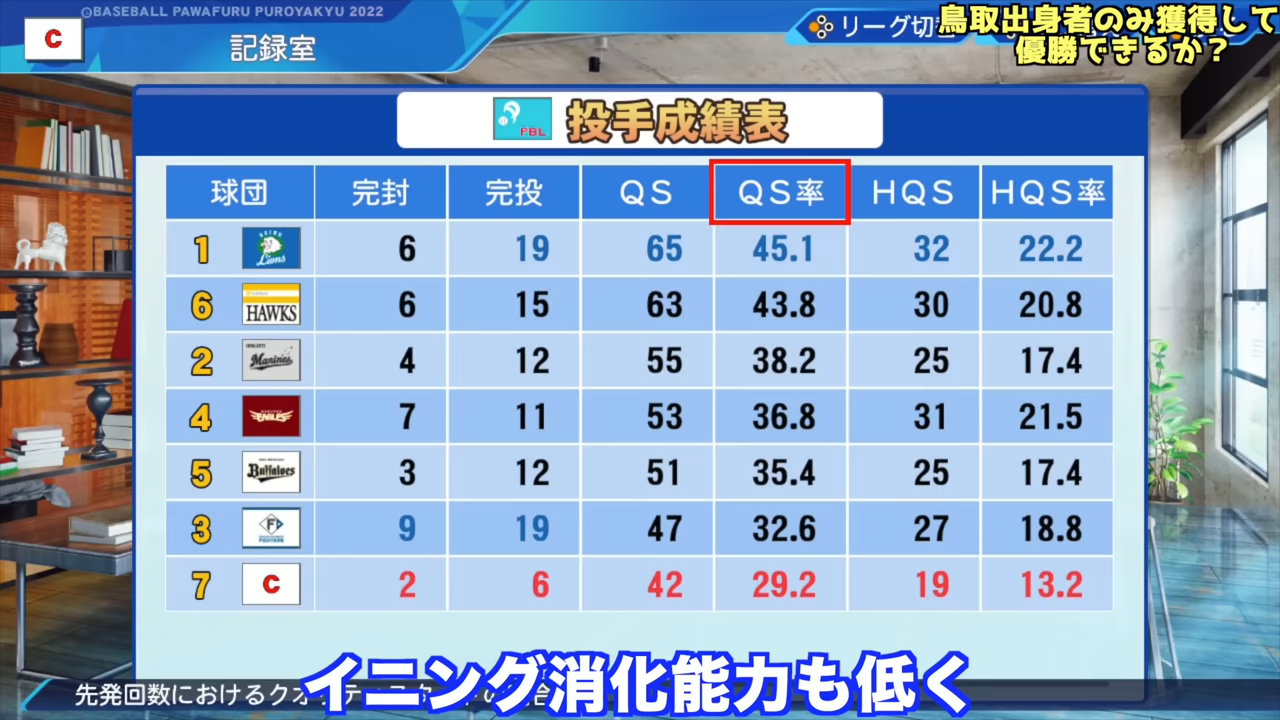 ©BASEBALL PAWAFURU PUROYAKYU 2022
C
記録室
リーグ切替
鳥取出身者のみ獲得して
優勝できるか?
PBL 投手成績表
球団 完封 完投 QS QS率 HQS HQS率
1 Lions 6 19 65 45.1 32 22.2
6 HAWKS 6 15 63 43.8 30 20.8
2 Marines 4 12 55 38.2 25 17.4
4 EAGLES 7 11 53 36.8 31 21.5
5 Buffaloes 3 12 51 35.4 25 17.4
3 F FIGHTERS 9 19 47 32.6 27 18.8
7 C 2 6 42 29.2 19 13.2
先発回数におけるクオ
イニング消化能力も低く